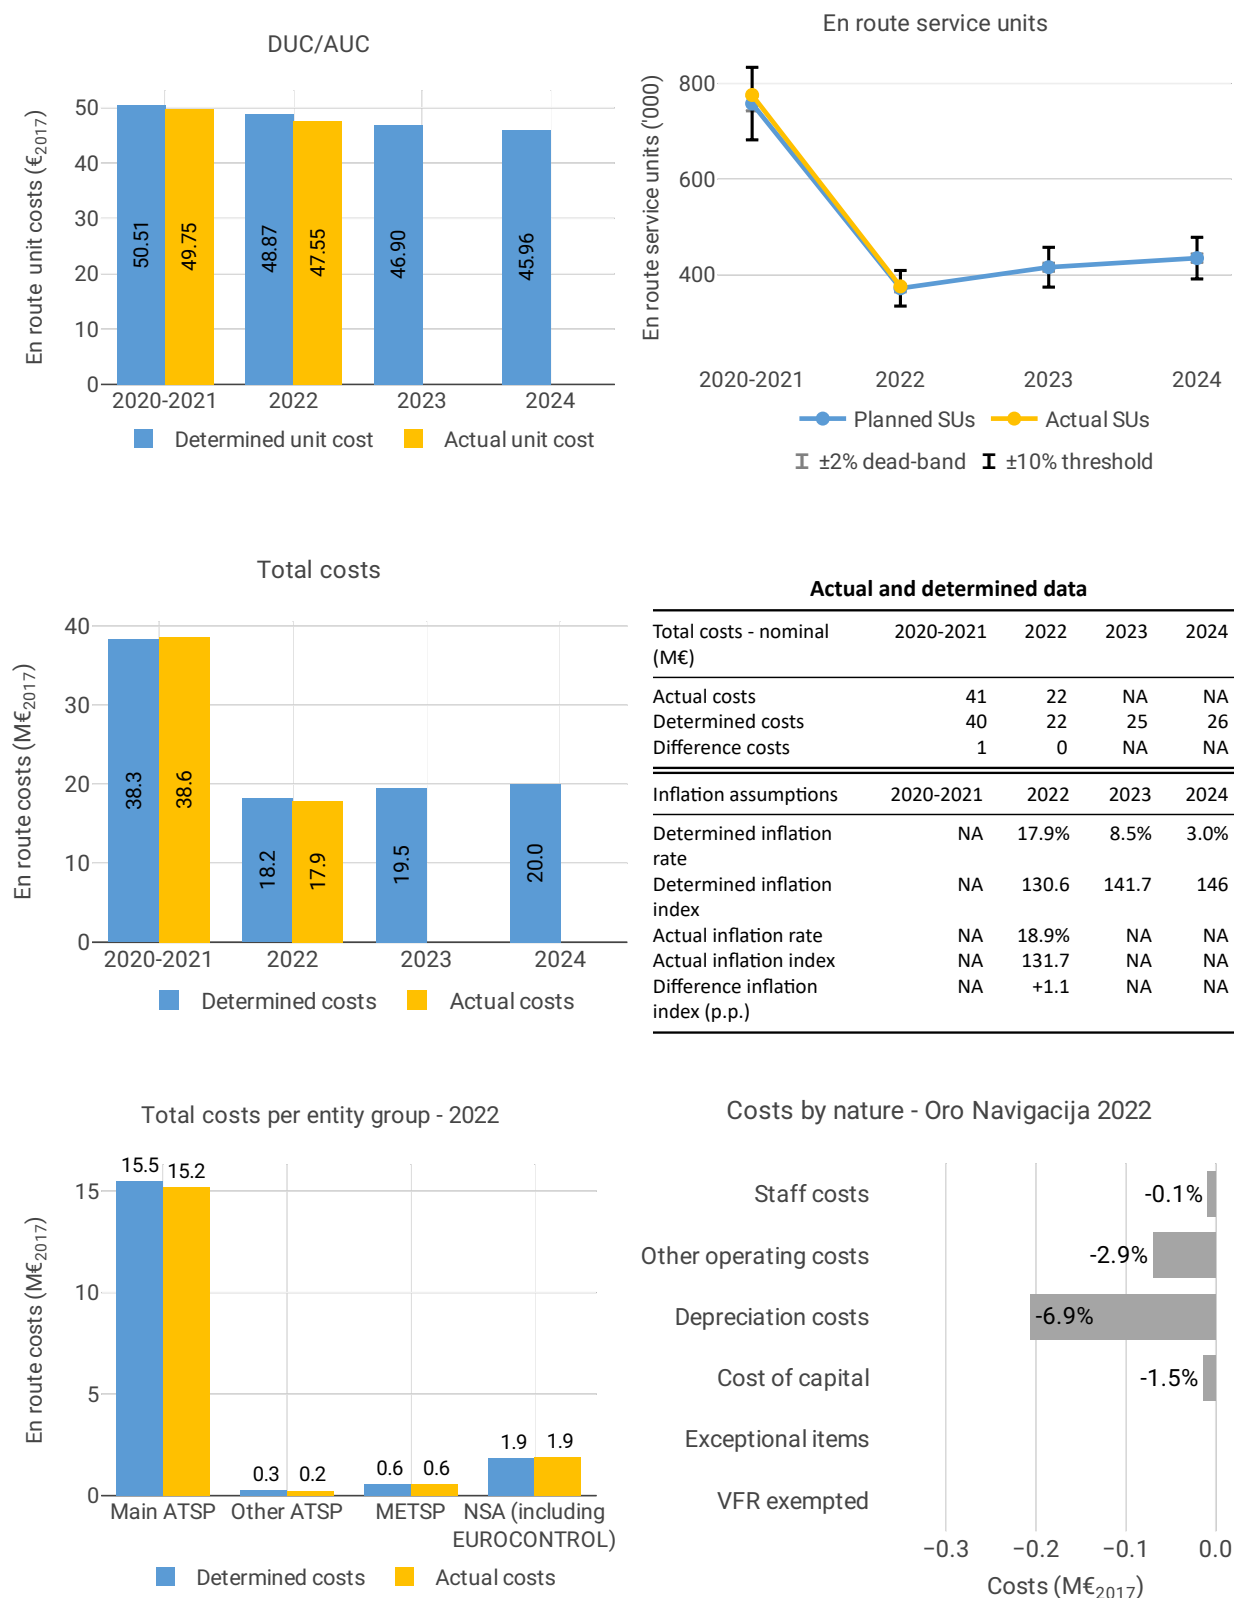 DUC/AUC
En route unit costs (€2017)
50
40
30
20
10
0
50.51
49.75
48.87
47.55
46.90
45.96
2020-2021
2022
2023
2024
Determined unit cost
Actual unit cost
En route service units
En route service units ('000)
800
600
400
2020-2021
2022
2023
2024
Planned SUs
Actual SUs
±2% dead-band
±10% threshold
Total costs
En route costs (M€2017)
40
30
20
10
0
38.3
38.6
18.2
17.9
19.5
20.0
2020-2021
2022
2023
2024
Determined costs
Actual costs
Actual and determined data
Total costs - nominal 2020-2021 2022 2023 2024
(M€)
Actual costs 41 22 NA NA
Determined costs 40 22 25 26
Difference costs 1 0 NA NA
Inflation assumptions 2020-2021 2022 2023 2024
Determined inflation NA 17.9% 8.5% 3.0%
rate
Determined inflation NA 130.6 141.7 146
index
Actual inflation rate NA 18.9% NA NA
Actual inflation index NA 131.7 NA NA
Difference inflation NA +1.1 NA NA
index (p.p.)
Total costs per entity group - 2022
En route costs (M€2017)
15
10
5
0
15.5
15.2
0.3
0.2
0.6
0.6
1.9
1.9
Main ATSP
Other ATSP
METSP
NSA (including
EUROCONTROL)
Determined costs
Actual costs
Costs by nature - Oro Navigacija 2022
Staff costs
-0.1%
Other operating costs
-2.9%
Depreciation costs
-6.9%
Cost of capital
-1.5%
Exceptional items
VFR exempted
−0.3
−0.2
−0.1
0.0
Costs (M€2017)